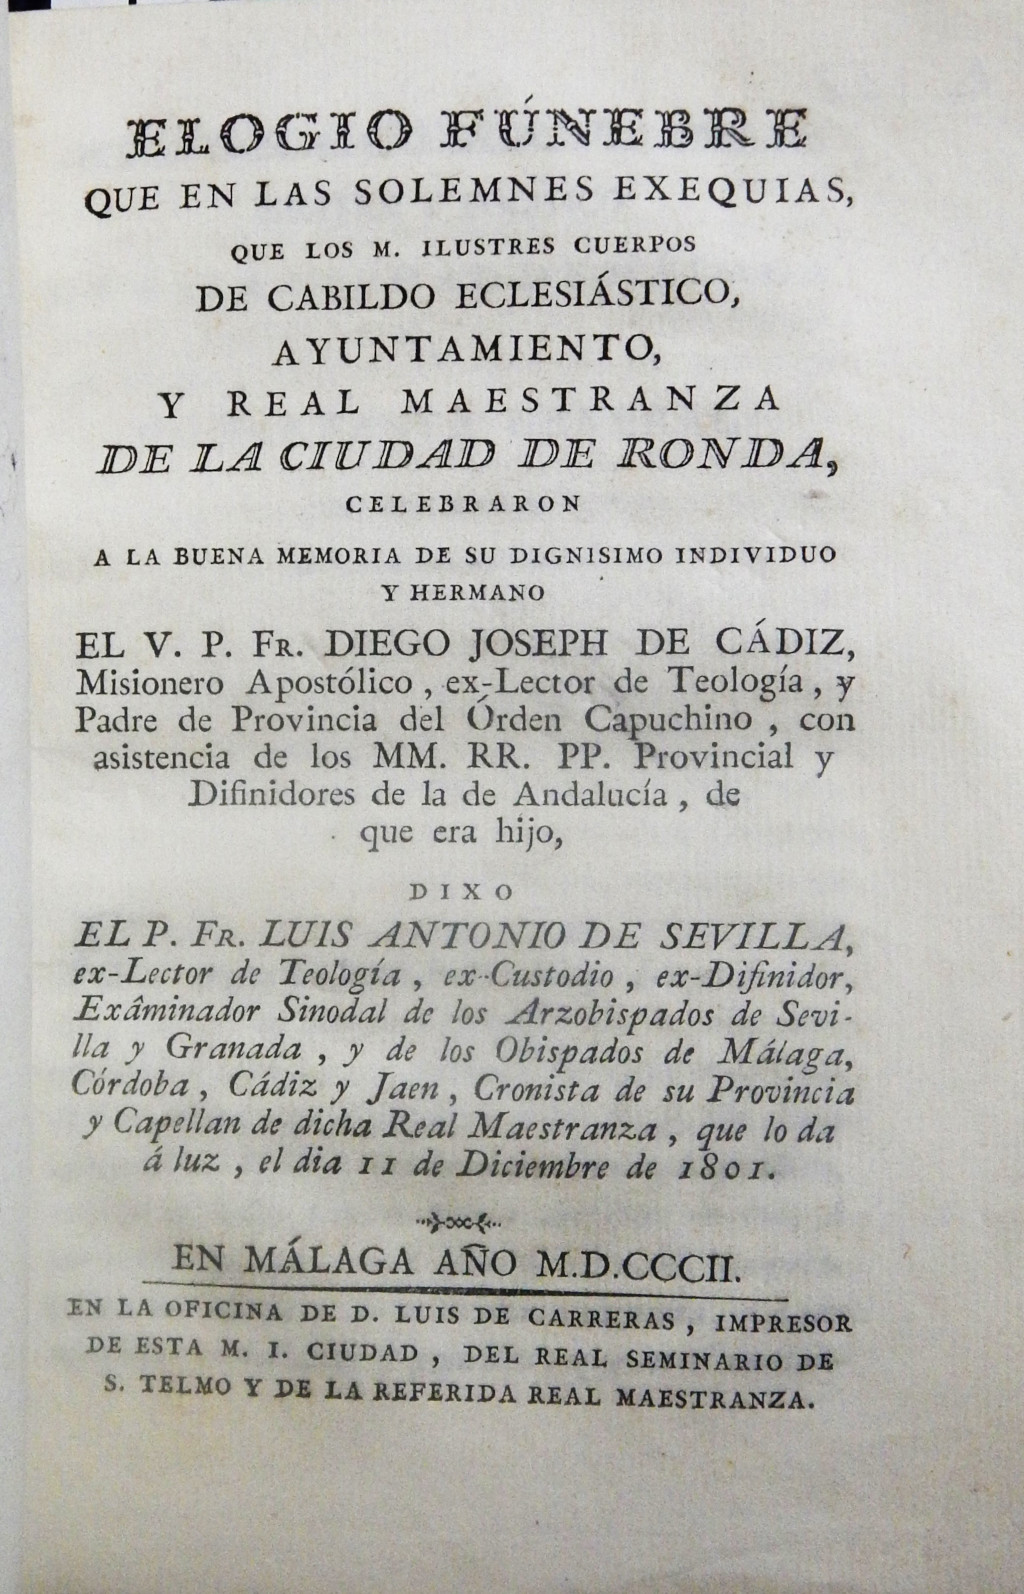 ELOGIO FÚNEBRE
QUE EN LAS SOLEMNES EXEQUIAS,
QUE LOS M. ILUSTRES CUERPOS
DE CABILDO ECLESIÁSTICO,
AYUNTAMIENTO,
Y REAL MAESTRANZA
DE LA CIUDAD DE RONDA,
CELEBRARON
A LA BUENA MEMORIA DE SU DIGNISIMO INDIVIDUO
Y HERMANO
EL V. P. FR. DIEGO JOSEPH DE CÁDIZ,
Misionero Apostólico , ex-Lector de Teología , y
Padre de Provincia del Órden Capuchino , con
asistencia de los MM. RR. PP. Provincial y
Difinidores de la de Andalucía , de
que era hijo,
DIXO
EL P. FR. LUIS ANTONIO DE SEVILLA,
ex-Lector de Teología , ex-Custodio , ex-Difinidor,
Exâminador Sinodal de los Arzobispados de Sevi-
lla y Granada , y de los Obispados de Málaga,
Córdoba , Cádiz y Jaen , Cronista de su Provincia
y Capellan de dicha Real Maestranza , que lo da
á luz , el dia 11 de Diciembre de 1801.
EN MÁLAGA AÑO M.D.CCCII.
EN LA OFICINA DE D. LUIS DE CARRERAS , IMPRESOR
DE ESTA M. I. CIUDAD , DEL REAL SEMINARIO DE
S. TELMO Y DE LA REFERIDA REAL MAESTRANZA.